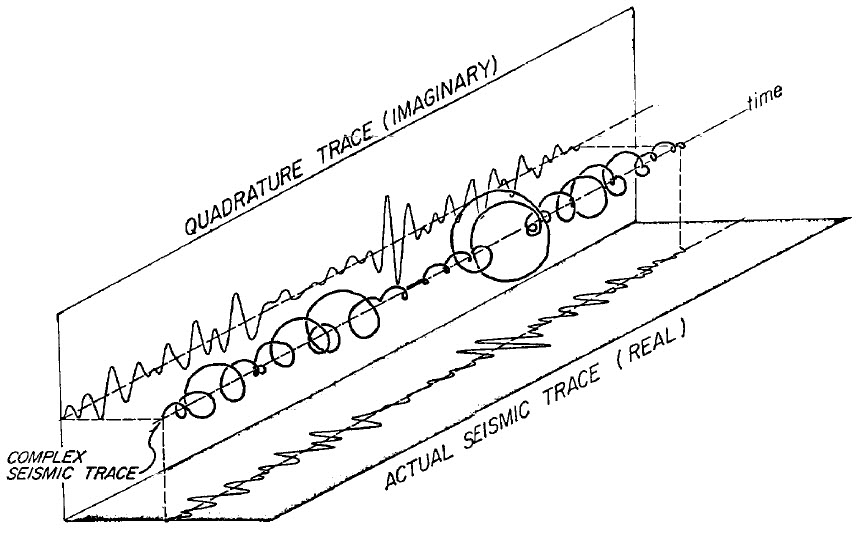 QUADRATURE TRACE (IMAGINARY)
time
COMPLEX
SEISMIC TRACE
ACTUAL SEISMIC TRACE (REAL)